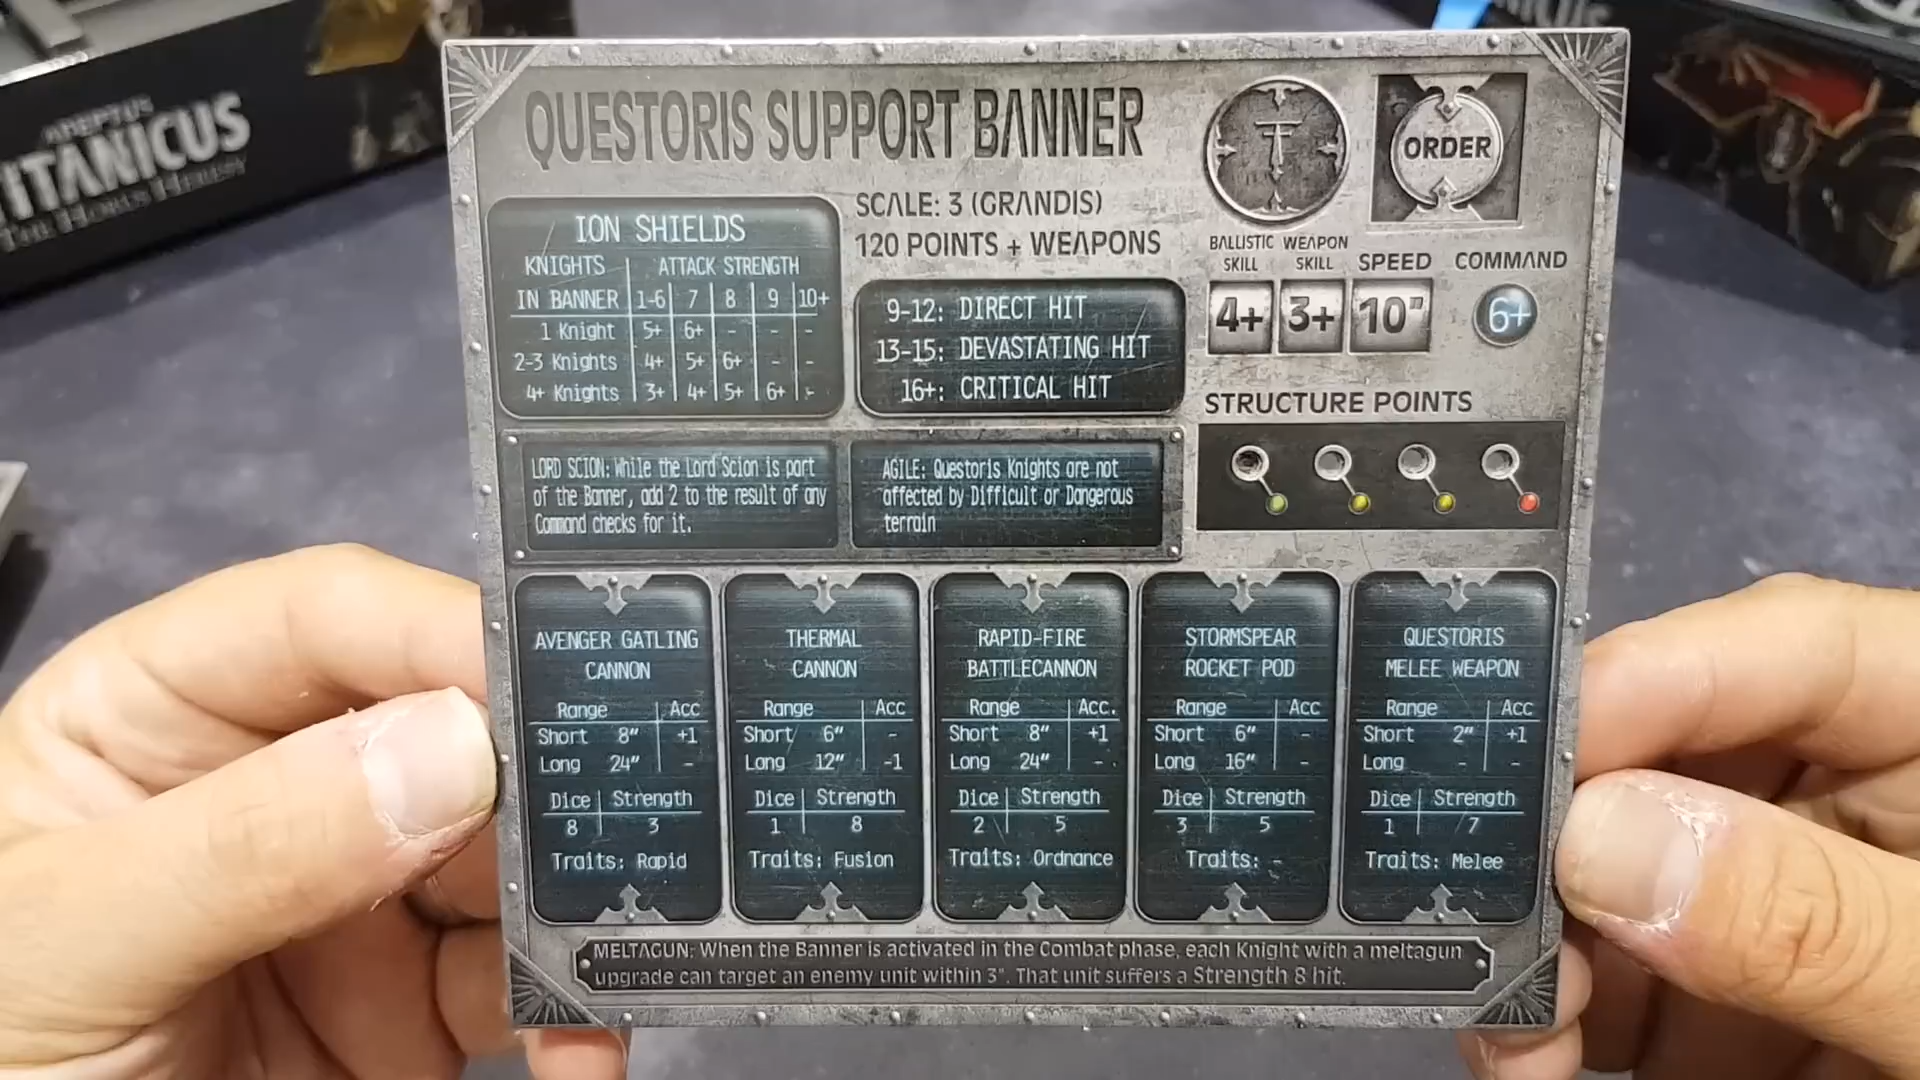 ADEPTUS
TITANICUS
THE HORUS HERESY
QUESTORIS SUPPORT BANNER
ORDER
SCALE: 3 (GRANDIS)
120 POINTS + WEAPONS
ION SHIELDS
KNIGHTS ATTACK STRENGTH
IN BANNER 1-6 7 8 9 10+
1 Knight 5+ 6+ - - -
2-3 Knights 4+ 5+ 6+ - -
4+ Knights 3+ 4+ 5+ 6+ -
9-12: DIRECT HIT
13-15: DEVASTATING HIT
16+: CRITICAL HIT
BALLISTIC SKILL WEAPON SKILL SPEED COMMAND
4+ 3+ 10" 6+
STRUCTURE POINTS
LORD SCION: While the Lord Scion is part
of the Banner, add 2 to the result of any
Command checks for it.
AGILE: Questoris Knights are not
affected by Difficult or Dangerous
terrain
AVENGER GATLING
CANNON
Range Acc
Short 8" +1
Long 24" -
Dice Strength
8 3
Traits: Rapid
THERMAL
CANNON
Range Acc
Short 6" -
Long 12" -1
Dice Strength
1 8
Traits: Fusion
RAPID-FIRE
BATTLECANNON
Range Acc.
Short 8" +1
Long 24" -
Dice Strength
2 5
Traits: Ordnance
STORMSPEAR
ROCKET POD
Range Acc
Short 6" -
Long 16" -
Dice Strength
3 5
Traits: -
QUESTORIS
MELEE WEAPON
Range Acc
Short 2" +1
Long - -
Dice Strength
1 7
Traits: Melee
MELTAGUN: When the Banner is activated in the Combat phase, each Knight with a meltagun
upgrade can target an enemy unit within 3". That unit suffers a Strength 8 hit.